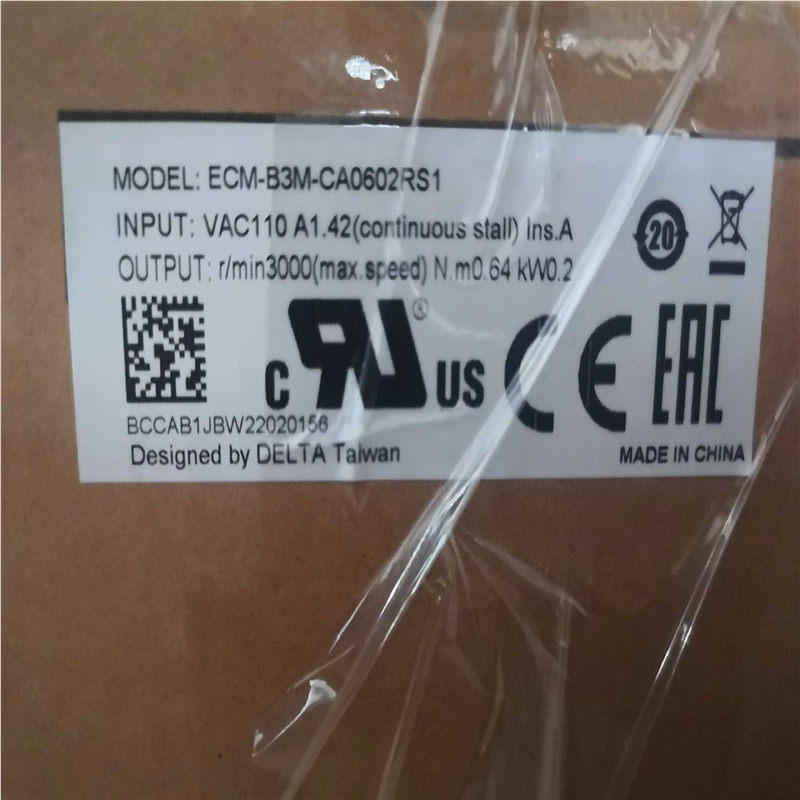 MODEL: ECM-B3M-CA0602RS1
INPUT: VAC110 A1.42(continuous stall) Ins.A
OUTPUT: r/min3000(max.speed) N.m0.64 kW0.2
20
c RU ® US CE EAC
BCCAB1JBW22020156
Designed by DELTA Taiwan
MADE IN CHINA